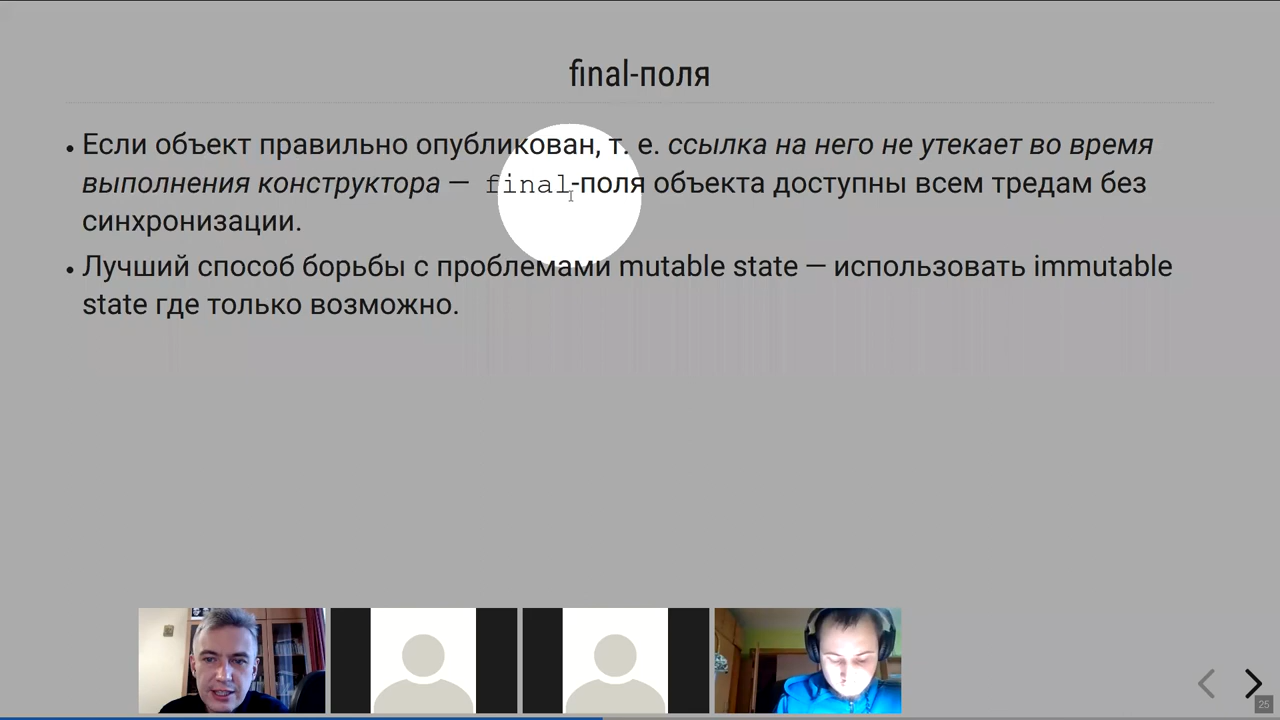 final-поля
• Если объект правильно опубликован, т. е. ссылка на него не утекает во время
выполнения конструктора — final-поля объекта доступны всем тредам без
синхронизации.
• Лучший способ борьбы с проблемами mutable state — использовать immutable
state где только возможно.
25